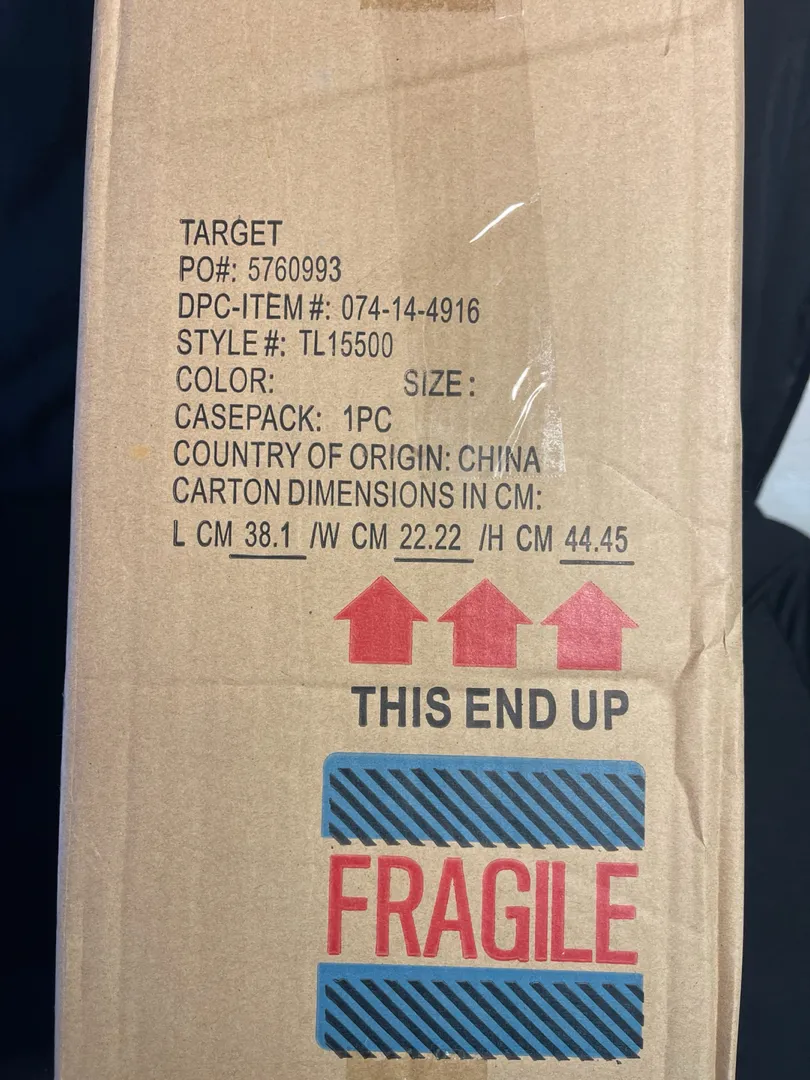 TARGET
PO#: 5760993
DPC-ITEM #: 074-14-4916
STYLE #: TL15500
COLOR: SIZE :
CASEPACK: 1PC
COUNTRY OF ORIGIN: CHINA
CARTON DIMENSIONS IN CM:
L CM 38.1 /W CM 22.22 /H CM 44.45
THIS END UP
FRAGILE